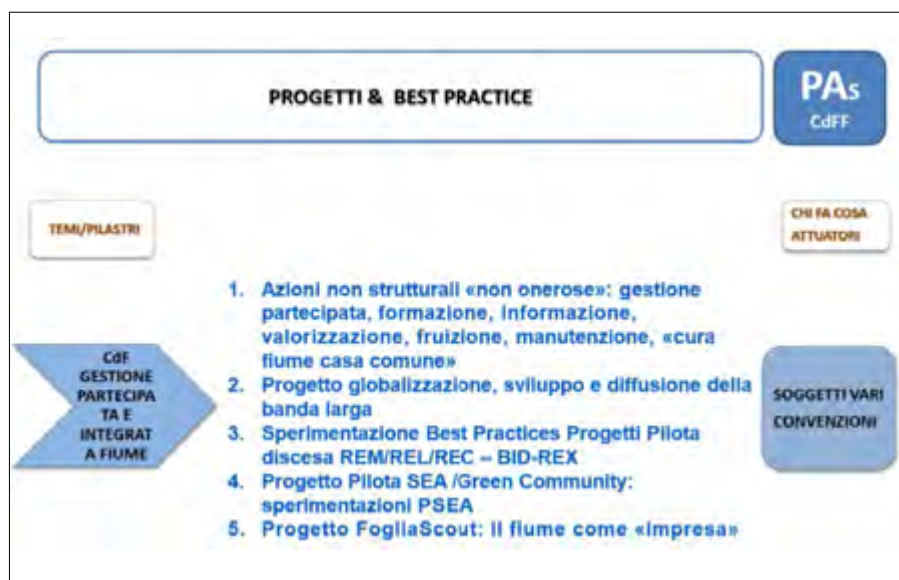 PROGETTI & BEST PRACTICE
PAs
CdFF
TEMI/PILASTRI
CHI FA COSA
ATTUATORI
CdF
GESTIONE
PARTECIPA
TA E
INTEGRAT
A FIUME
1. Azioni non strutturali «non onerose»: gestione
partecipata, formazione, informazione,
valorizzazione, fruizione, manutenzione, «cura
fiume casa comune»
2. Progetto globalizzazione, sviluppo e diffusione della
banda larga
3. Sperimentazione Best Practices Progetti Pilota
discesa REM/REL/REC – BID-REX
4. Progetto Pilota SEA /Green Community:
sperimentazioni PSEA
5. Progetto FogliaScout: il fiume come «impresa»
SOGGETTI VARI
CONVENZIONI